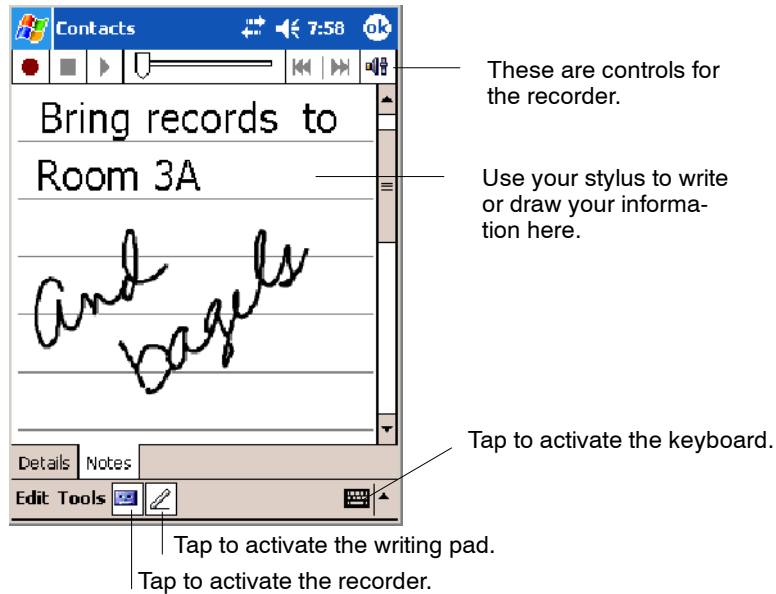 Contacts 7:58 ok
These are controls for
the recorder.
Bring records to
Room 3A
Use your stylus to write
or draw your informa-
tion here.
and
bagels
Details Notes
Tap to activate the keyboard.
Edit Tools
Tap to activate the writing pad.
Tap to activate the recorder.